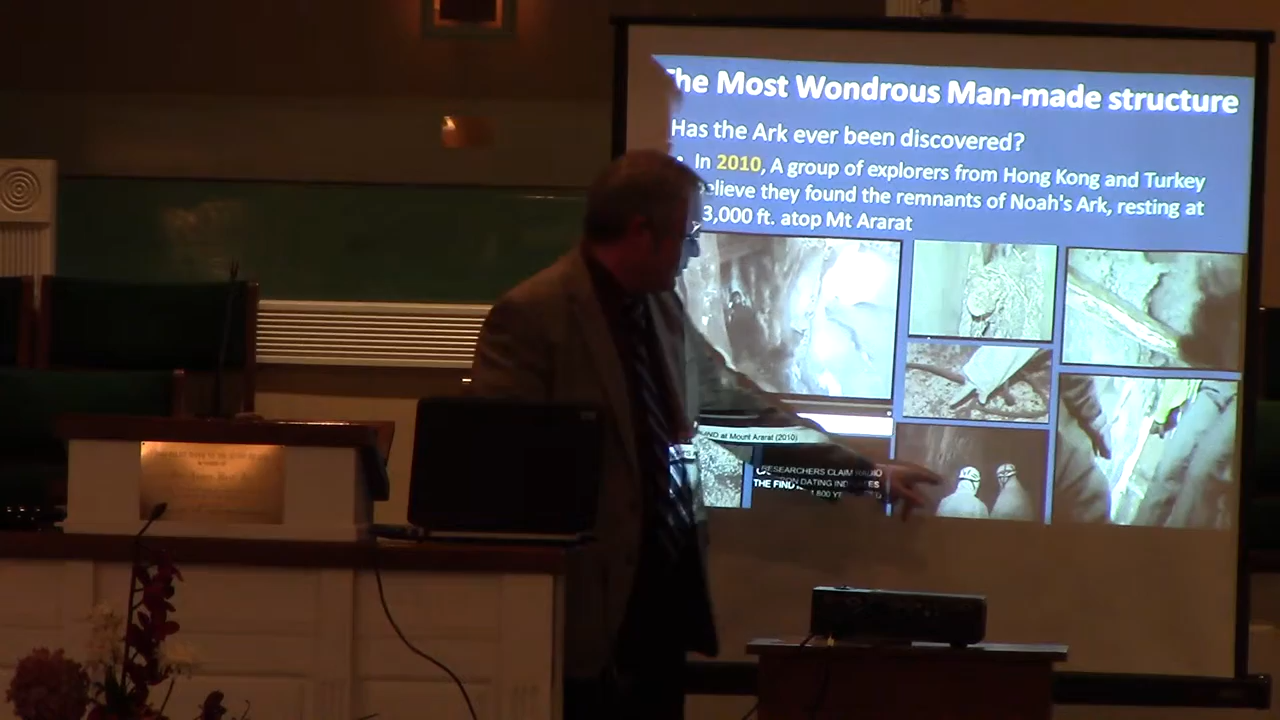 The Most Wondrous Man-made structure
Has the Ark ever been discovered?
• In 2010, A group of explorers from Hong Kong and Turkey
believe they found the remnants of Noah's Ark, resting at
3,000 ft. atop Mt Ararat
at Mount Ararat (2010)
RESEARCHERS CLAIM RADIO
DATING
THE FIND